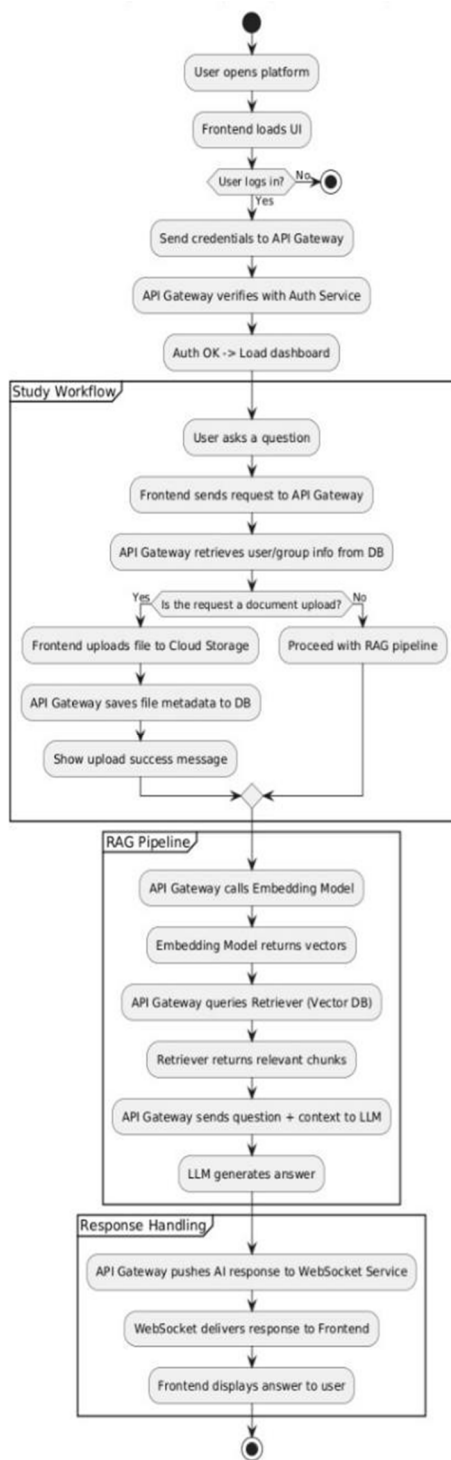 User opens platform
Frontend loads UI
User logs in?
No
Yes
Send credentials to API Gateway
API Gateway verifies with Auth Service
Auth OK -> Load dashboard
Study Workflow
User asks a question
Frontend sends request to API Gateway
API Gateway retrieves user/group info from DB
Yes
Is the request a document upload?
No
Frontend uploads file to Cloud Storage
Proceed with RAG pipeline
API Gateway saves file metadata to DB
Show upload success message
RAG Pipeline
API Gateway calls Embedding Model
Embedding Model returns vectors
API Gateway queries Retriever (Vector DB)
Retriever returns relevant chunks
API Gateway sends question + context to LLM
LLM generates answer
Response Handling
API Gateway pushes AI response to WebSocket Service
WebSocket delivers response to Frontend
Frontend displays answer to user